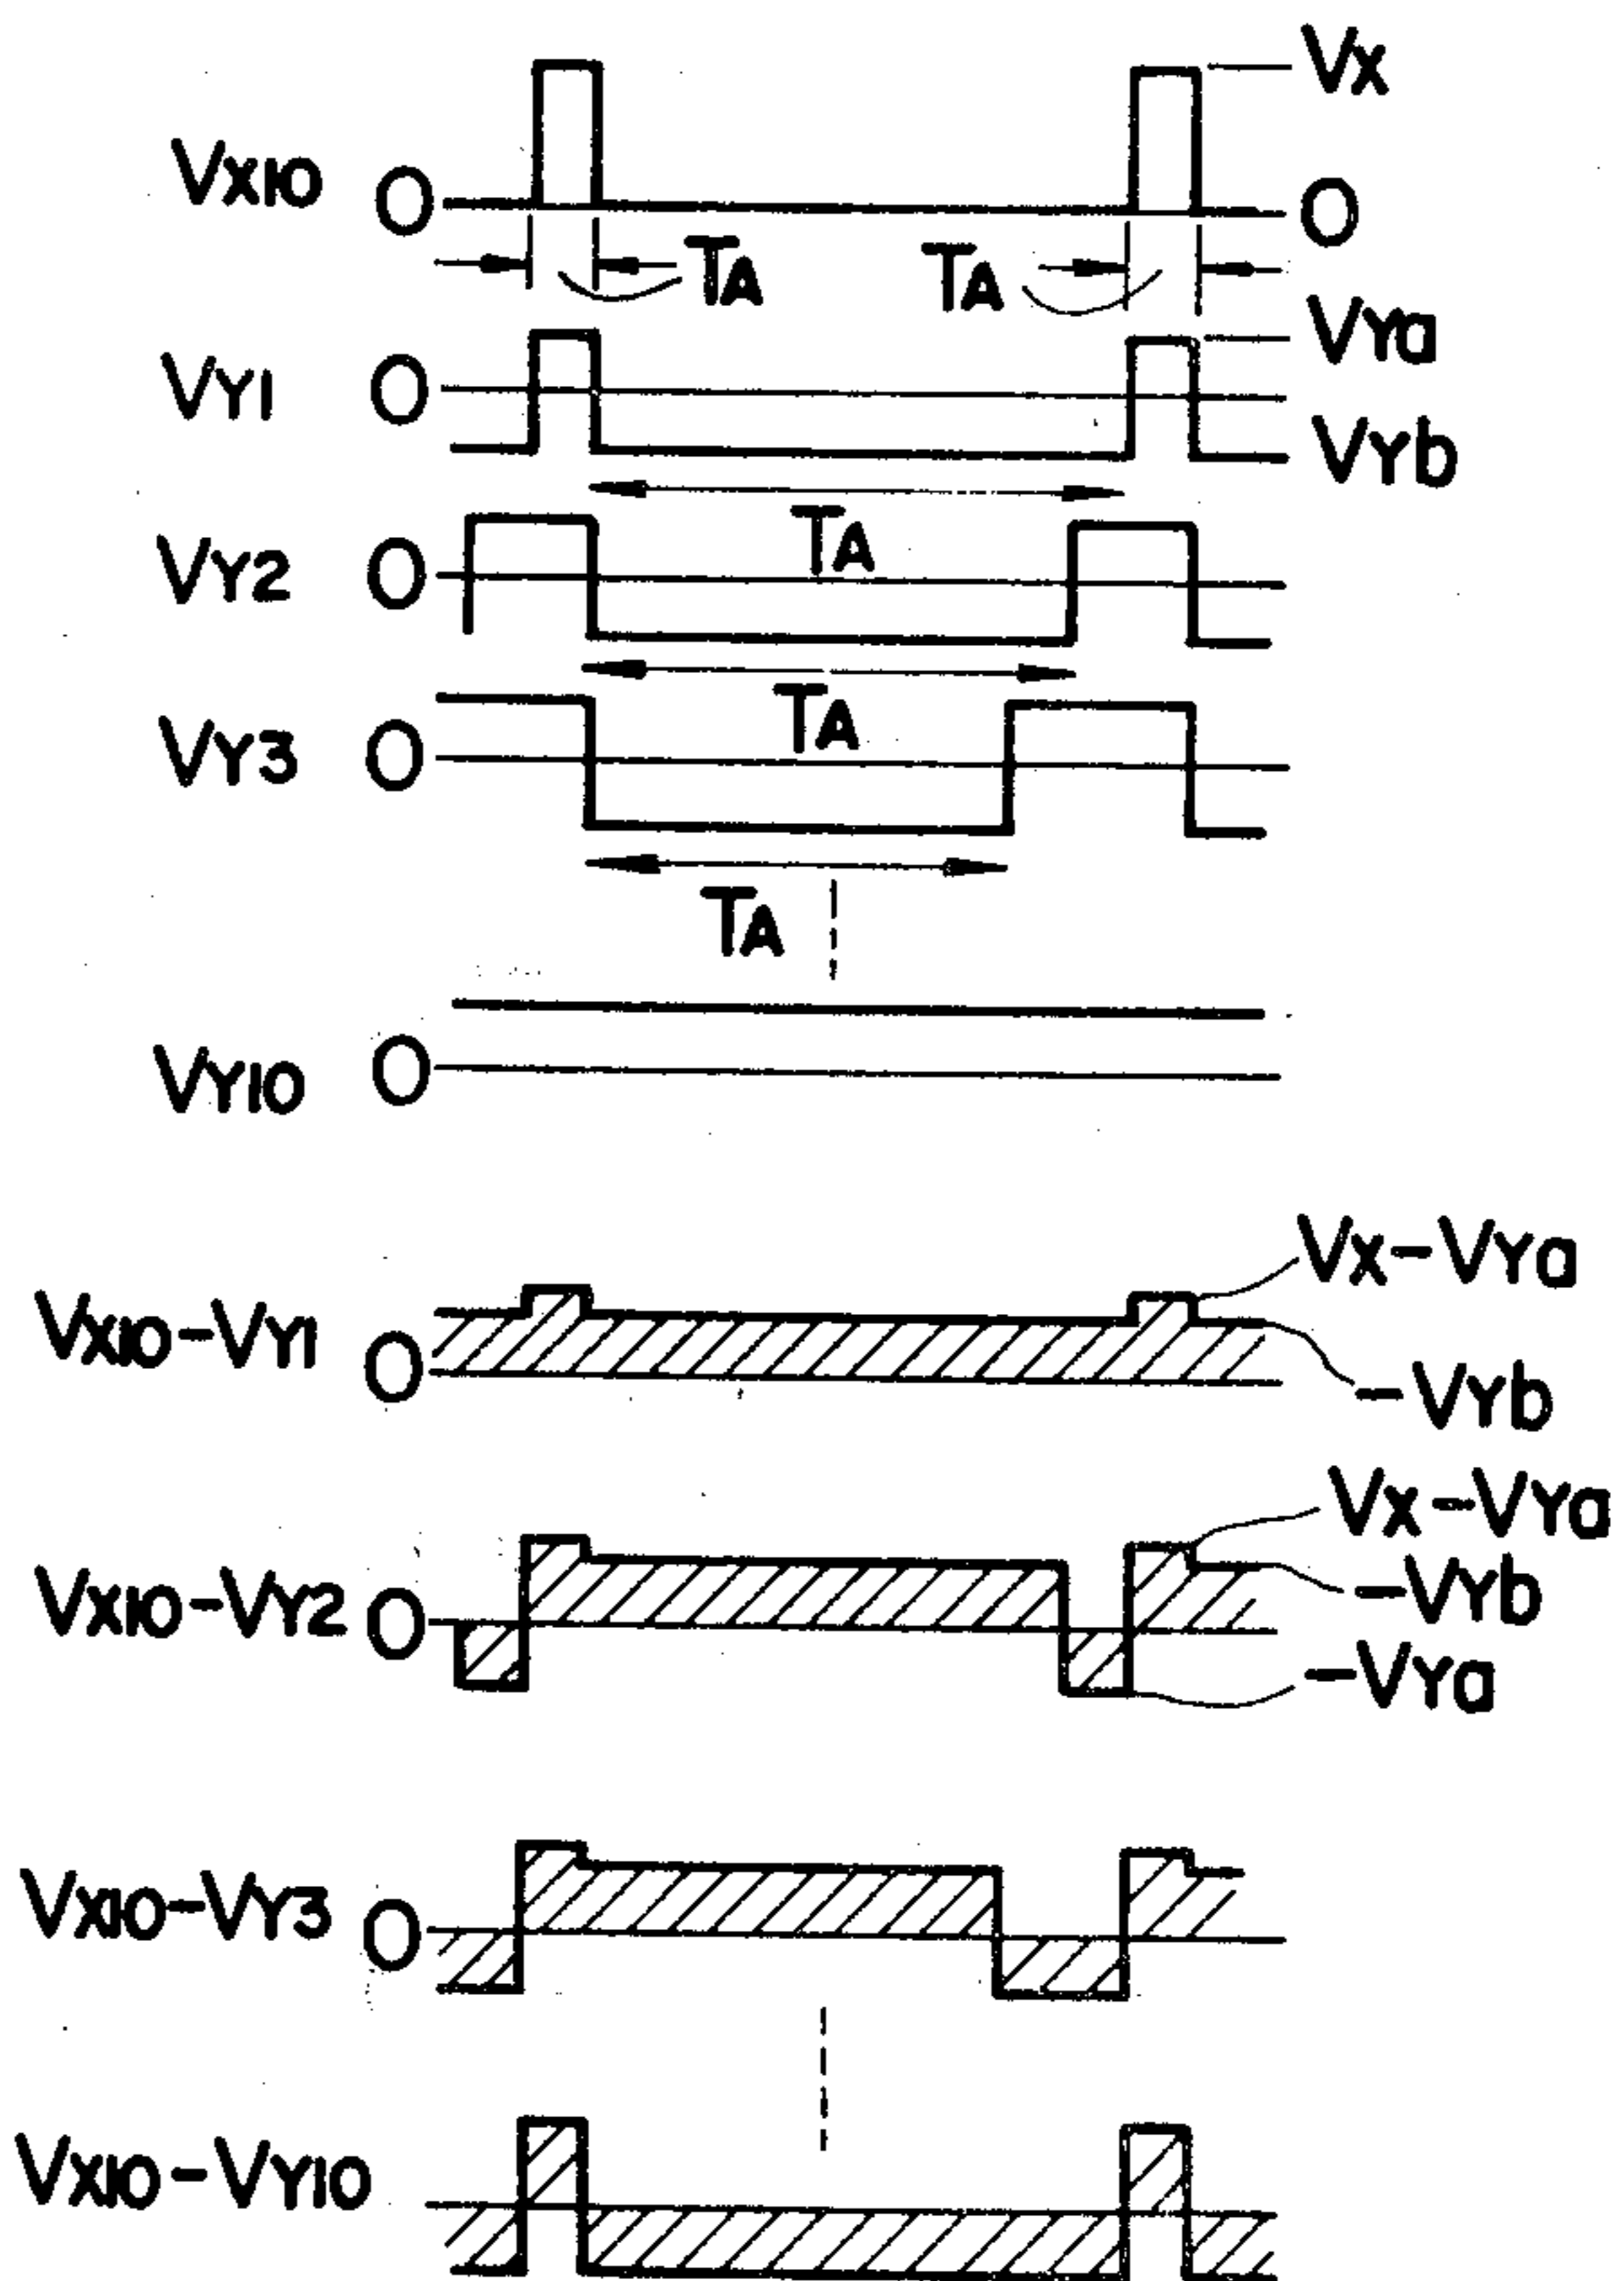 Vx
Vx10 O O
TA TA
VYa
VY1 O
VYb
TA
VY2 O
TA
VY3 O
TA
VY10 O
Vx-VYa
Vx10-VY1 O
-VYb
Vx-VYa
Vx10-VY2 O -VYb
-VYa
Vx10-VY3 O
Vx10-VY10